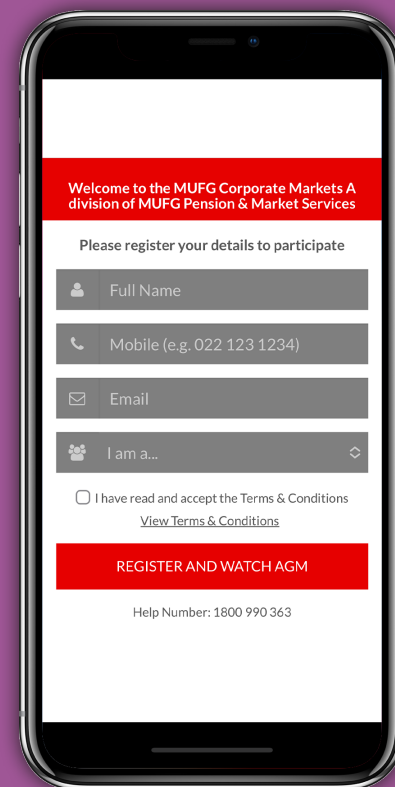 Welcome to the MUFG Corporate Markets A
division of MUFG Pension & Market Services
Please register your details to participate
Full Name
Mobile (e.g. 022 123 1234)
Email
I am a...
I have read and accept the Terms & Conditions
View Terms & Conditions
REGISTER AND WATCH AGM
Help Number: 1800 990 363